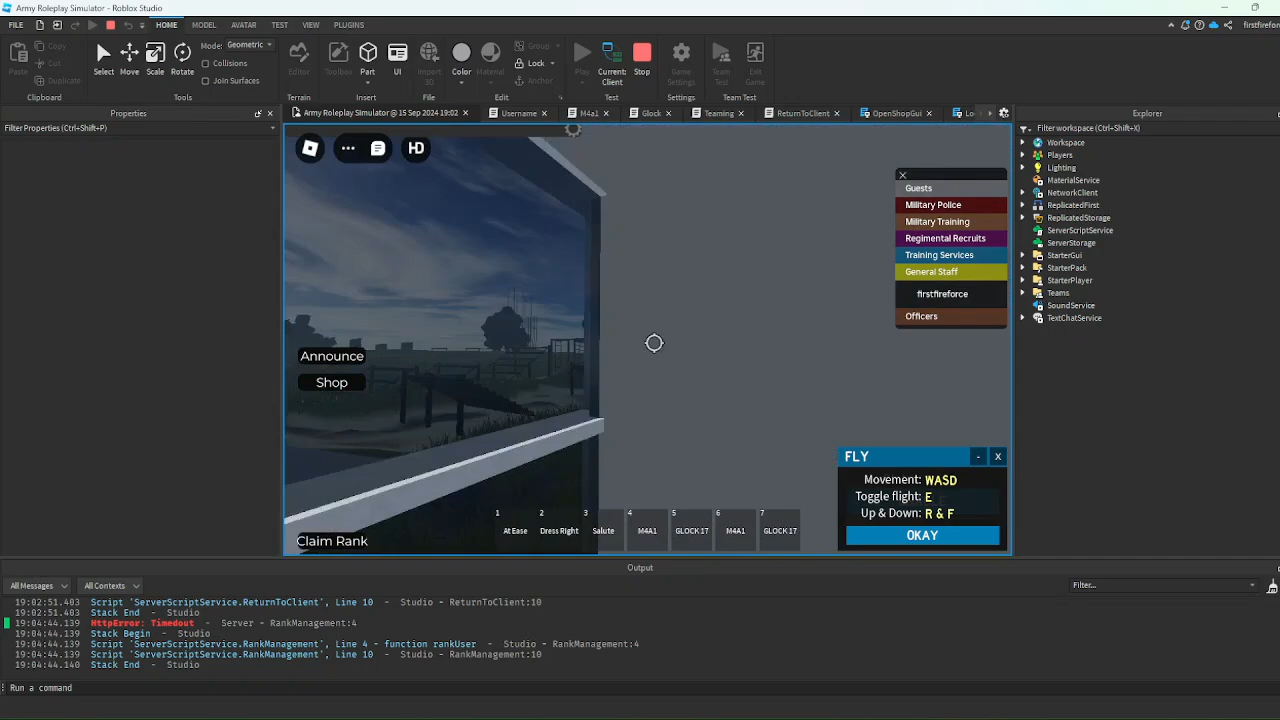 Army Roleplay Simulator - Roblox Studio
FILE
HOME
MODEL
AVATAR
TEST
VIEW
PLUGINS
firstfirefor
Paste
Copy
Cut
Duplicate
Clipboard
Select
Move
Scale
Rotate
Mode: Geometric
Collisions
Join Surfaces
Tools
Editor
Terrain
Toolbox
Part
UI
Insert
Import
3D
File
Color
Material
Group
Lock
Anchor
Edit
Play
Current:
Client
Stop
Test
Game
Settings
Settings
Team
Test
Exit
Game
Team Test
Properties
Filter Properties (Ctrl+Shift+P)
Army Roleplay Simulator @ 15 Sep 2024 19:02
Username
M4a1
Glock
Teaming
ReturnToClient
OpenShopGui
Lo
Explorer
Filter workspace (Ctrl+Shift+X)
Workspace
Players
Lighting
MaterialService
NetworkClient
ReplicatedFirst
ReplicatedStorage
ServerScriptService
ServerStorage
StarterGui
StarterPack
StarterPlayer
Teams
SoundService
TextChatService
HD
Guests
Military Police
Military Training
Regimental Recruits
Training Services
General Staff
firstfireforce
Officers
Announce
Shop
Claim Rank
1
At Ease
2
Dress Right
3
Salute
4
M4A1
5
GLOCK 17
6
M4A1
7
GLOCK 17
FLY
- X
Movement: WASD
Toggle flight: E
Up & Down: R & F
OKAY
Output
All Messages
All Contexts
Filter...
19:02:51.403 Script 'ServerScriptService.ReturnToClient', Line 10 - Studio - ReturnToClient:10
19:02:51.403 Stack End - Studio
19:04:44.139 HttpError: Timedout - Server - RankManagement:4
19:04:44.139 Stack Begin - Studio
19:04:44.139 Script 'ServerScriptService.RankManagement', Line 4 - function rankUser - Studio - RankManagement:4
19:04:44.139 Script 'ServerScriptService.RankManagement', Line 10 - Studio - RankManagement:10
19:04:44.140 Stack End - Studio
Run a command